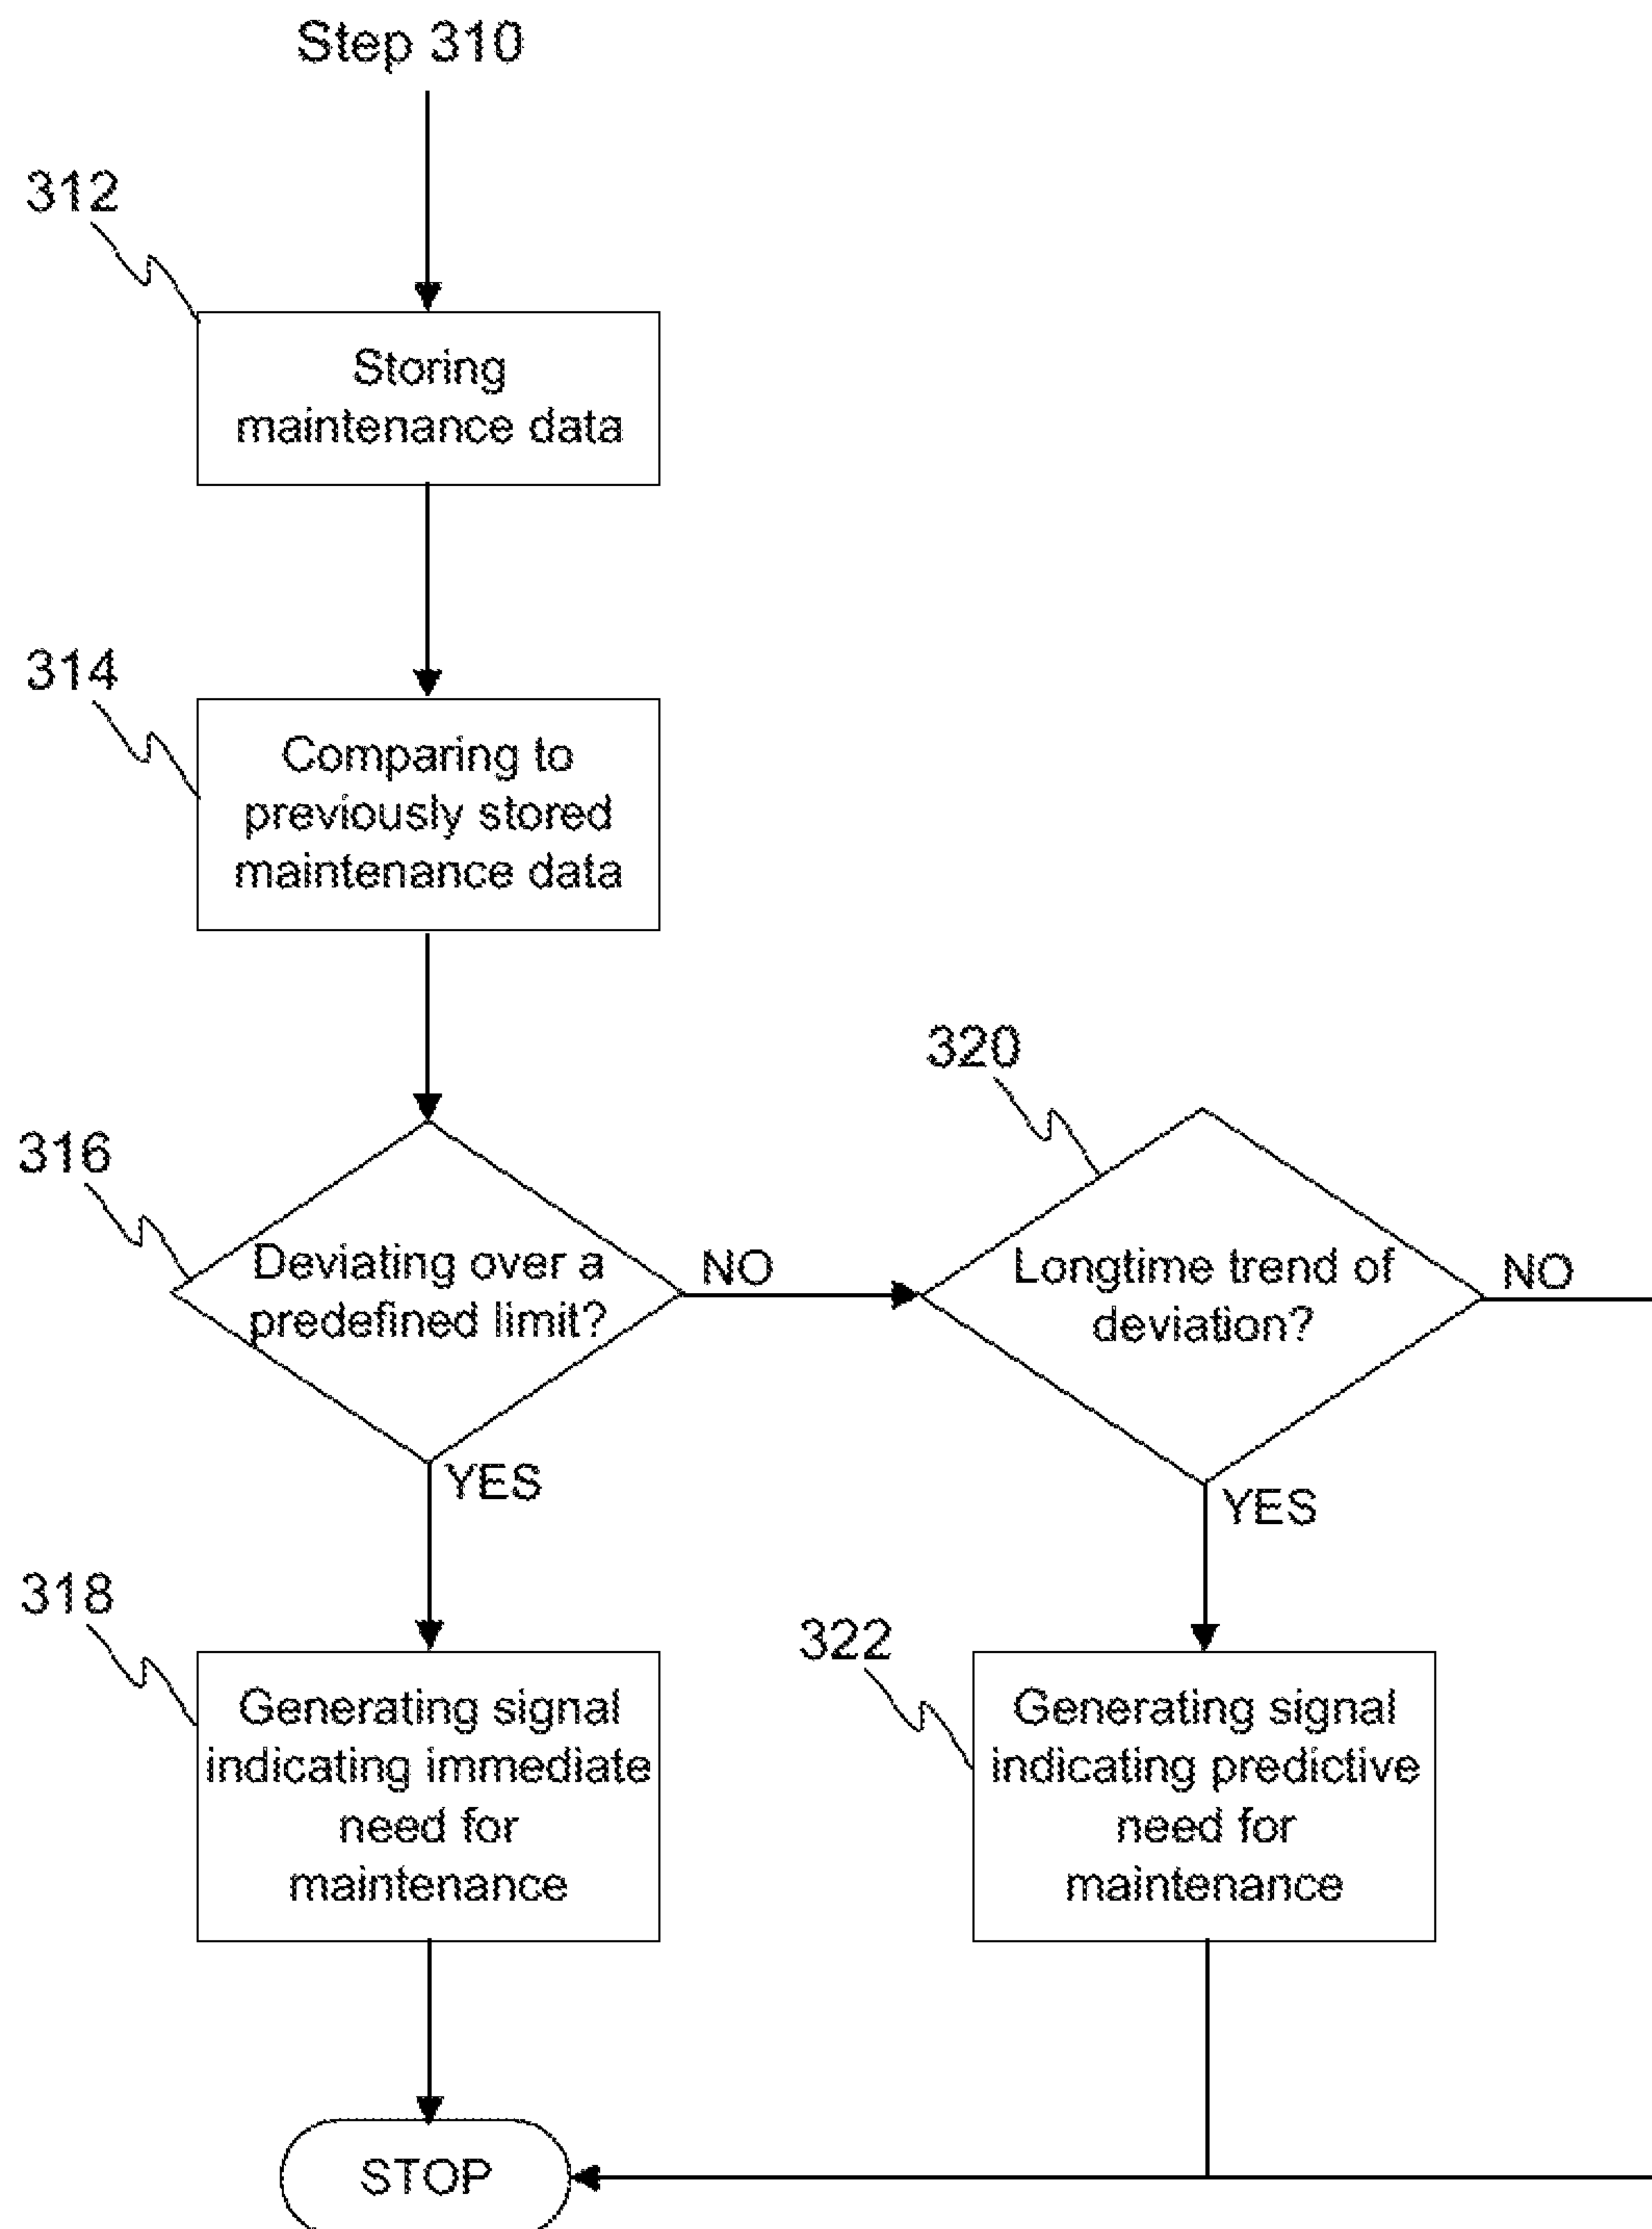 Step 310
312
Storing
maintenance data
314
Comparing to
previously stored
maintenance data
316
Deviating over a
predefined limit?
NO
YES
320
Longtime trend of
deviation?
NO
YES
318
Generating signal
indicating immediate
need for
maintenance
322
Generating signal
indicating predictive
need for
maintenance
STOP